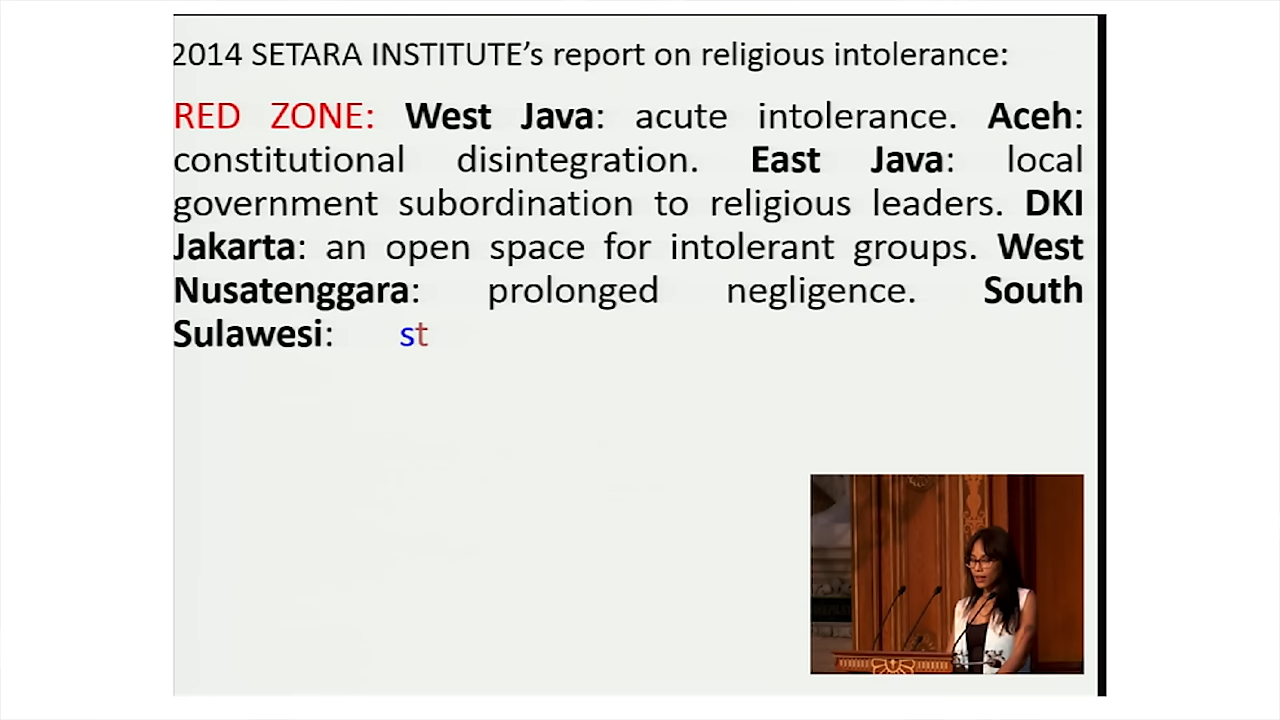 2014 SETARA INSTITUTE’s report on religious intolerance:
RED ZONE: West Java: acute intolerance. Aceh:
constitutional disintegration. East Java: local
government subordination to religious leaders. DKI
Jakarta: an open space for intolerant groups. West
Nusatenggara: prolonged negligence. South
Sulawesi: st